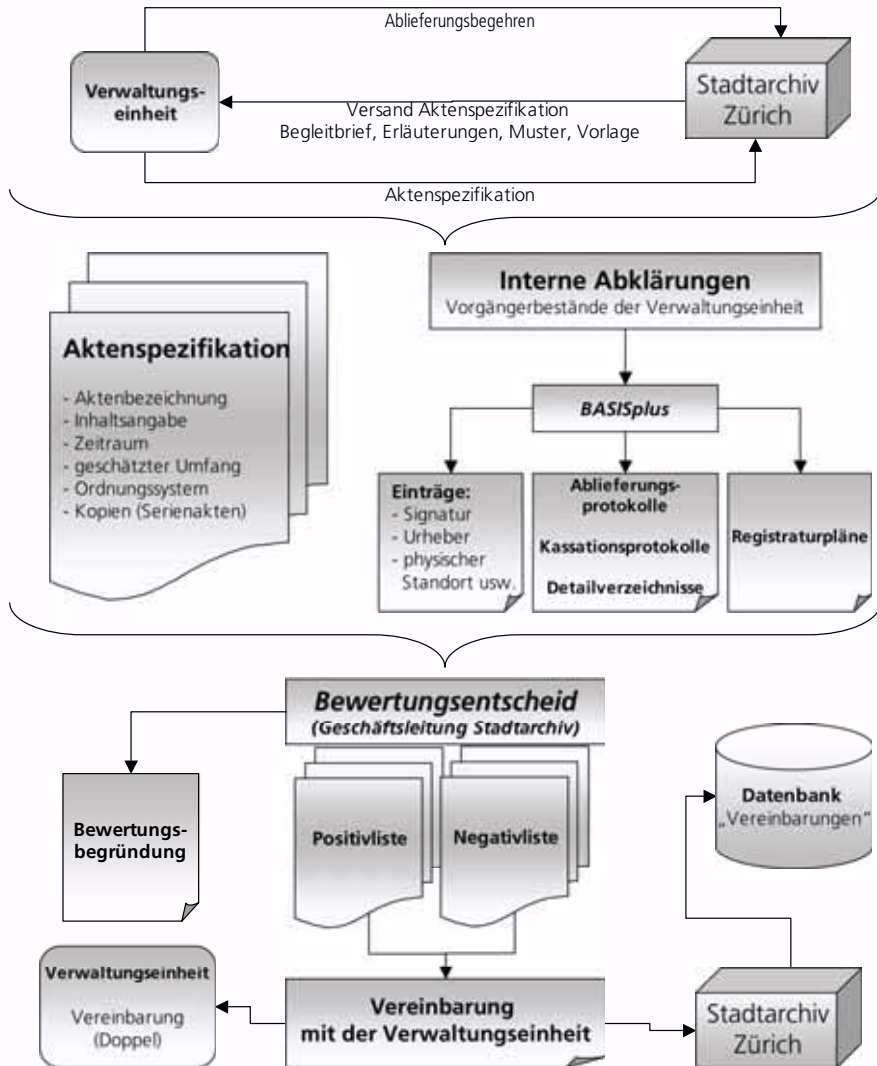 Ablieferungsbegehren
Verwaltungs-
einheit
Stadtarchiv
Zürich
Versand Aktenspezifikation
Begleitbrief, Erläuterungen, Muster, Vorlage
Aktenspezifikation
Aktenspezifikation
- Aktenbezeichnung
- Inhaltsangabe
- Zeitraum
- geschätzter Umfang
- Ordnungssystem
- Kopien (Serienakten)
Interne Abklärungen
Vorgängerbestände der Verwaltungseinheit
BASISplus
Einträge:
- Signatur
- Urheber
- physischer
Standort usw.
Ablieferungs-
protokolle
Kassationsprotokolle
Detailverzeichnisse
Registraturpläne
Bewertungsentscheid
(Geschäftsleitung Stadtarchiv)
Bewertungs-
begründung
Positivliste
Negativliste
Datenbank
„Vereinbarungen“
Verwaltungseinheit
Vereinbarung
(Doppel)
Vereinbarung
mit der Verwaltungseinheit
Stadtarchiv
Zürich